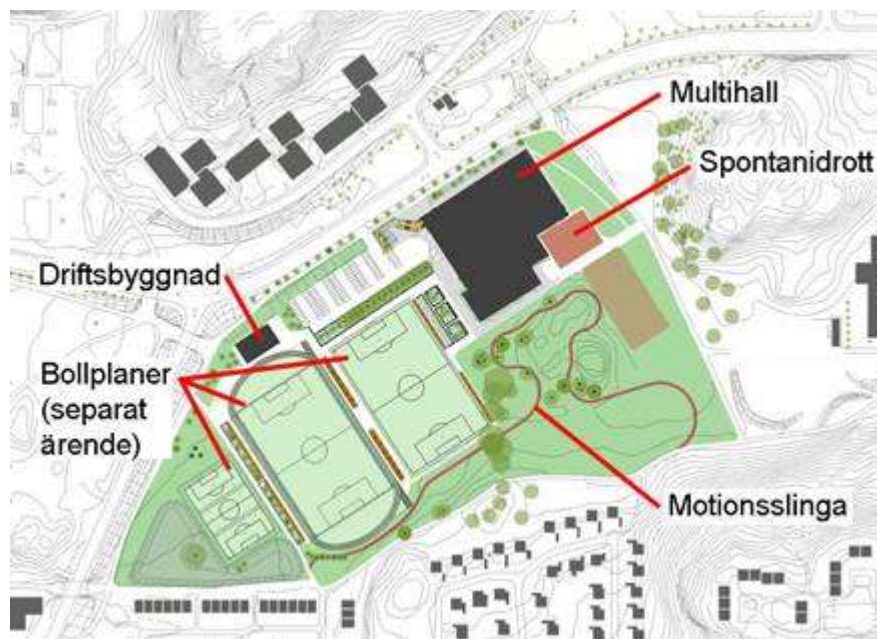 Multihall
Spontanidrott
Driftsbyggnad
Bollplaner
(separat
ärende)
Motionsslinga